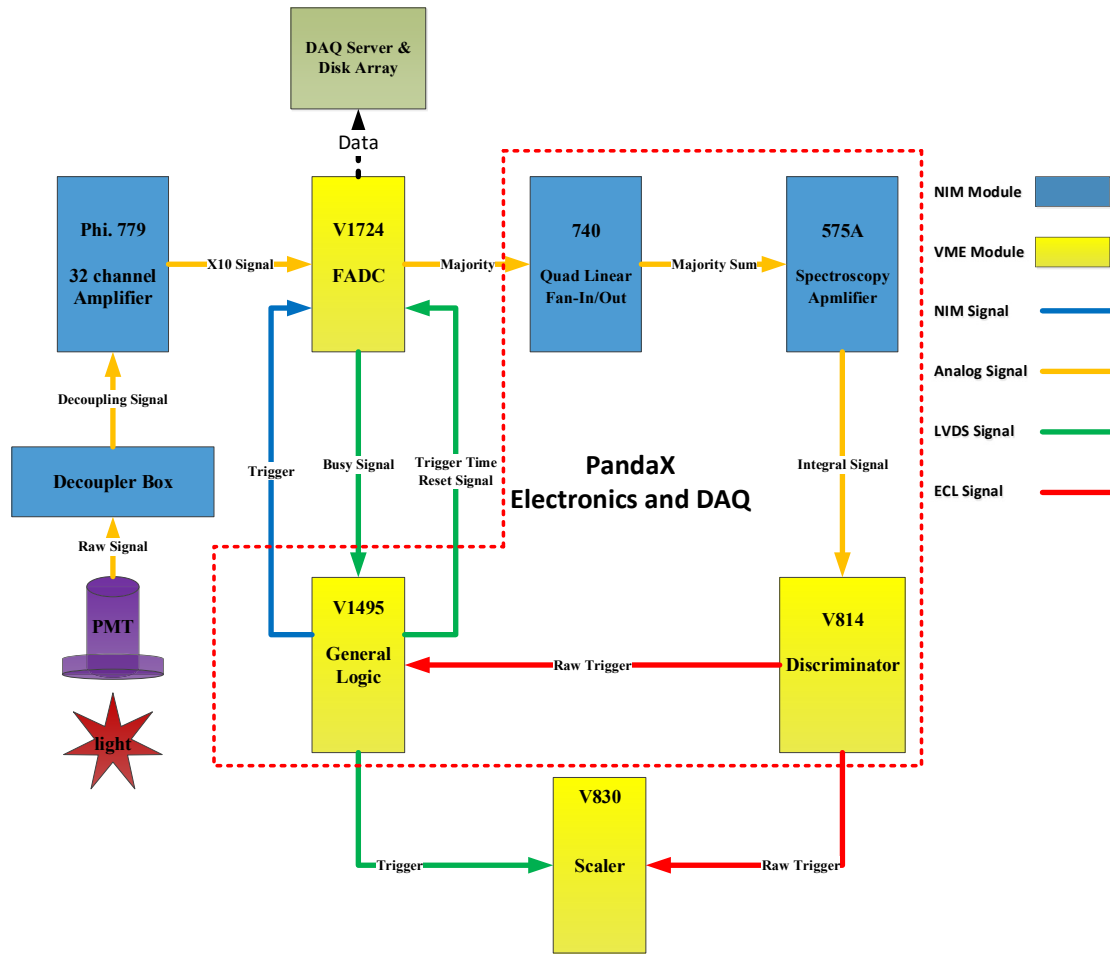 DAQ Server &
Disk Array
Data
Phi. 779
32 channel
Amplifier
X10 Signal
V1724
FADC
Majority
740
Quad Linear
Fan-In/Out
Majority Sum
575A
Spectroscopy
Apmlifier
NIM Module
VME Module
NIM Signal
Analog Signal
LVDS Signal
ECL Signal
Decoupling Signal
Decoupler Box
Raw Signal
PMT
light
Trigger
Busy Signal
Trigger Time
Reset Signal
PandaX
Electronics and DAQ
Integral Signal
V1495
General
Logic
Raw Trigger
V814
Discriminator
V830
Scaler
Trigger
Raw Trigger